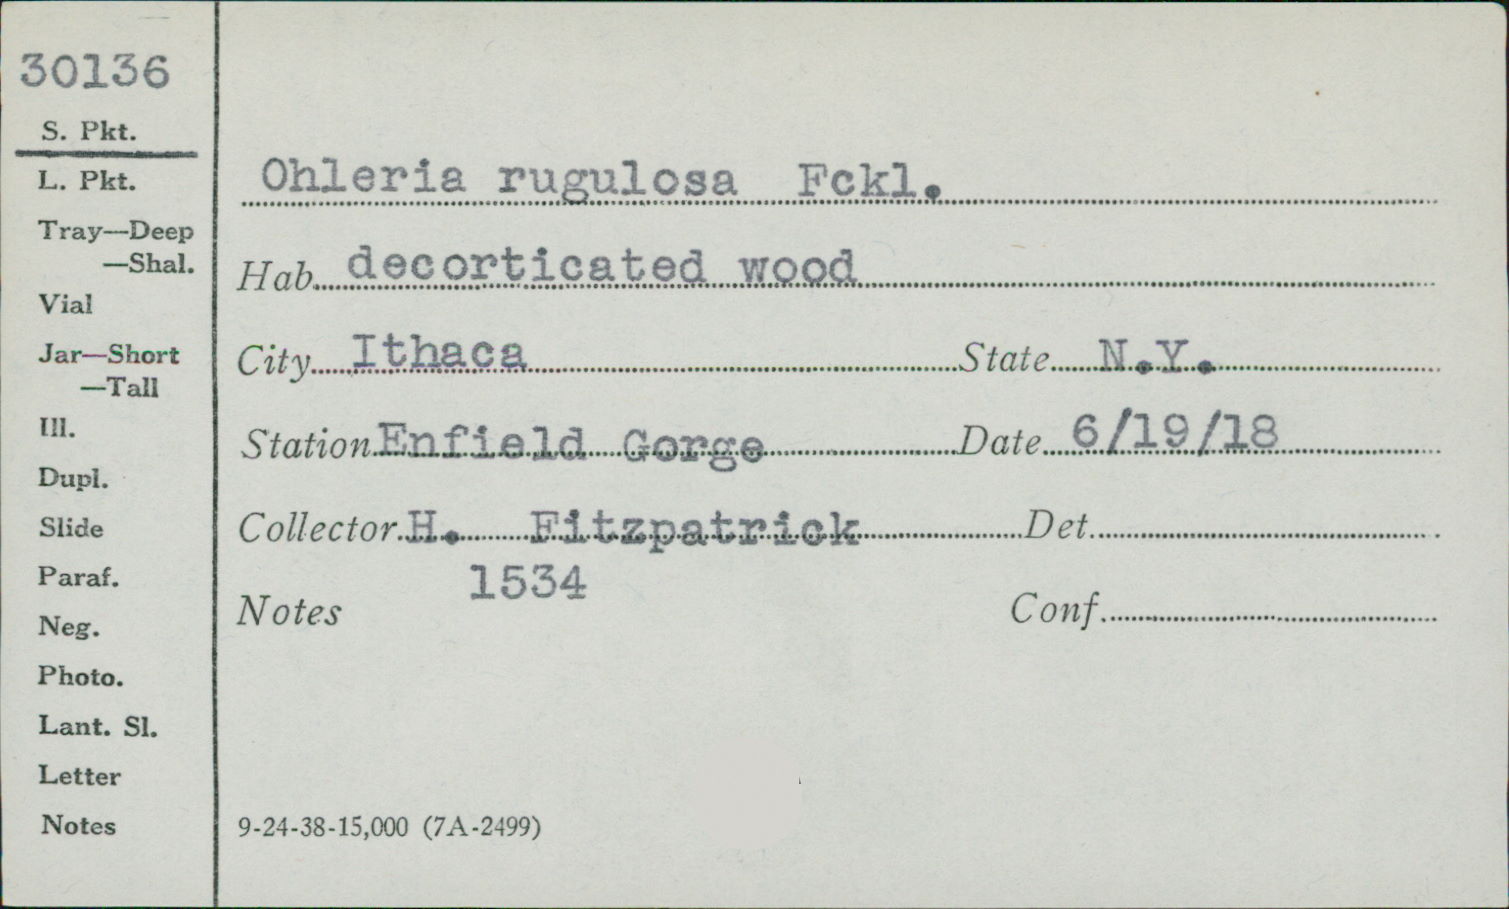 30136
S. Pkt.
L. Pkt.
Tray—Deep
—Shal.
Vial
Jar—Short
—Tall
Ill.
Dupl.
Slide
Paraf.
Neg.
Photo.
Lant. Sl.
Letter
Notes
Ohleria rugulosa Fckl.
Hab. decorticated wood
City Ithaca State N.Y.
Station Enfield Gorge Date 6/19/18
Collector H. Fitzpatrick Det.
1534
Notes Conf.
9-24-38-15,000 (7A-2499)